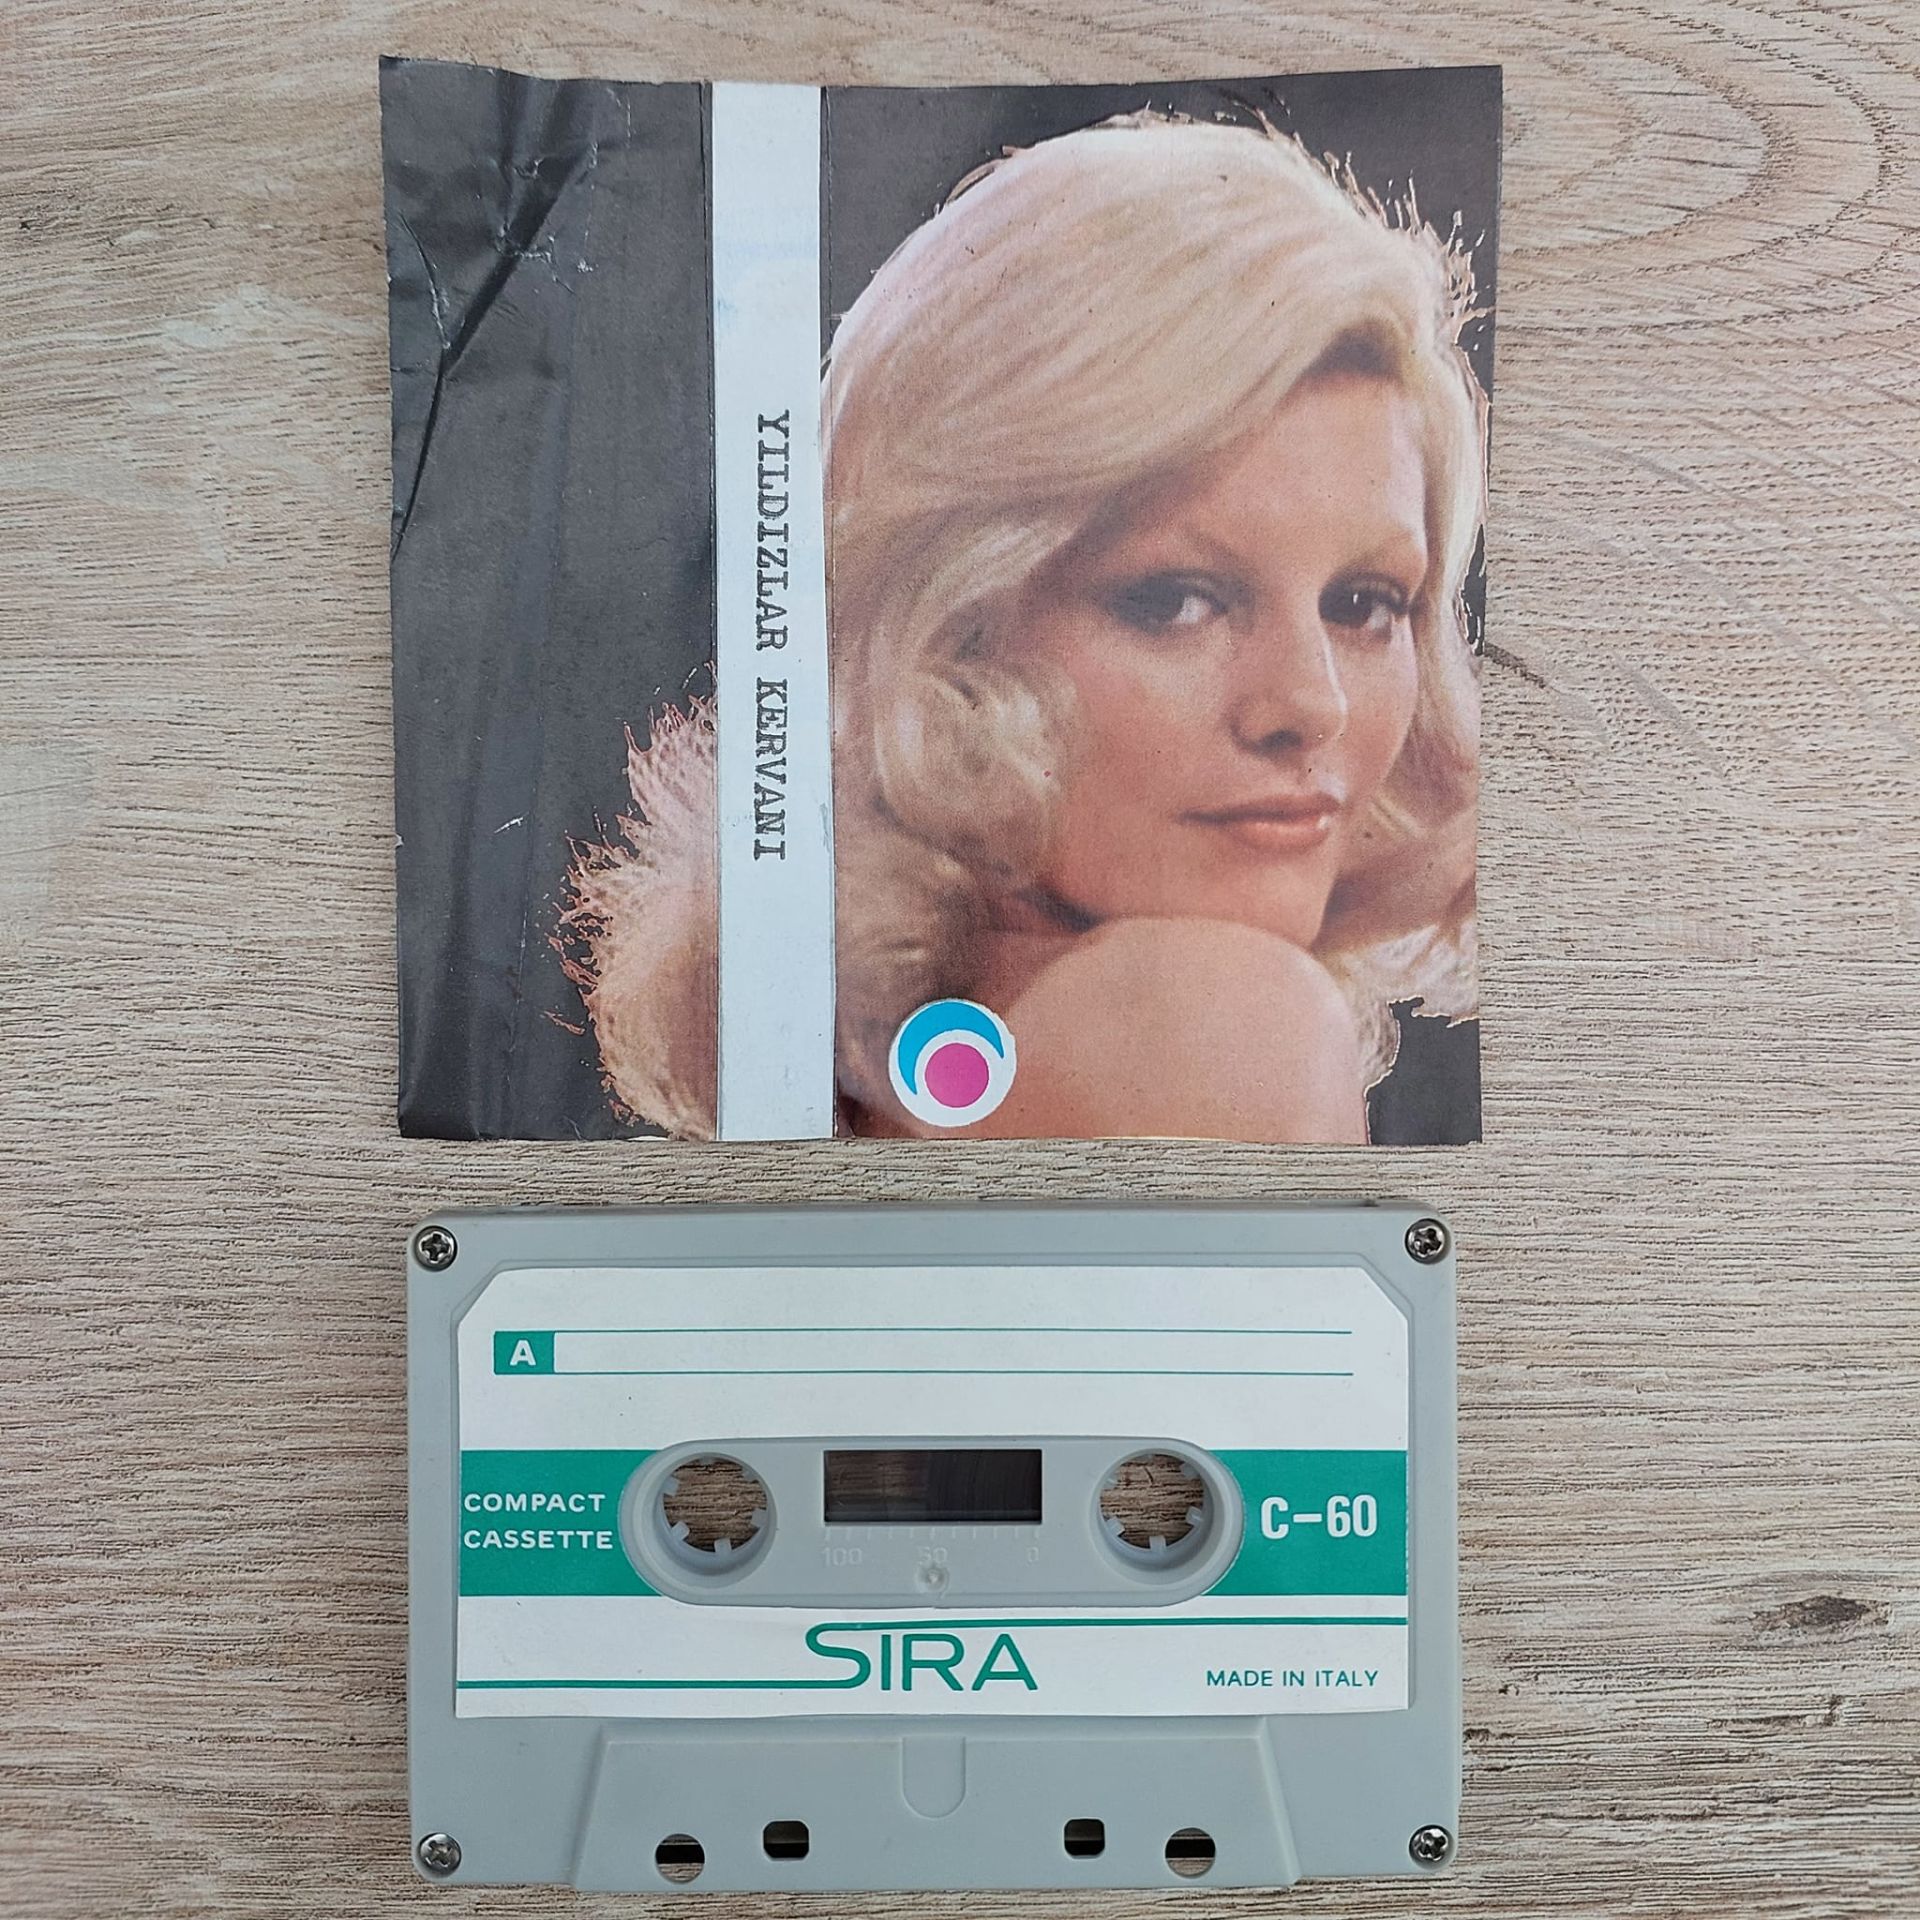 YILDIZLAR KERVANI
A
COMPACT
CASSETTE
C-60
100 50 0
SIRA
MADE IN ITALY